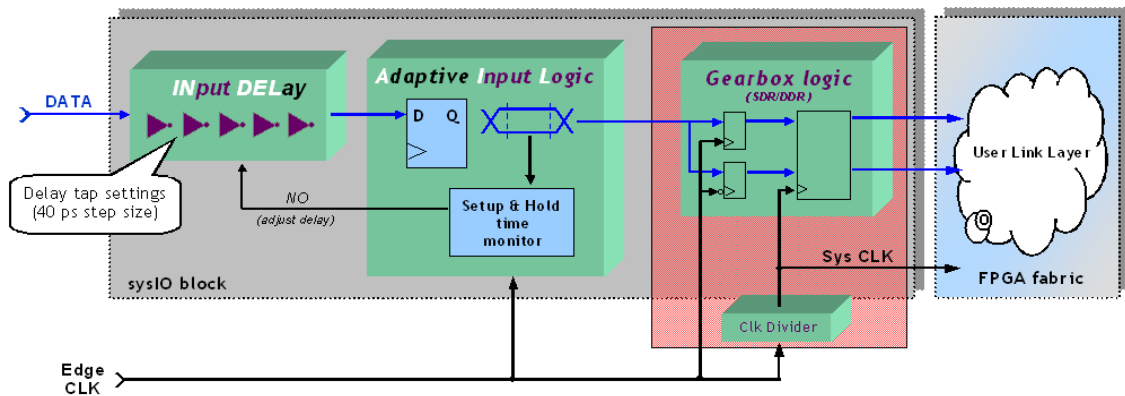 DATA
INput DELay
Delay tap settings
(40 ps step size)
NO
(adjust delay)
Adaptive Input Logic
D Q
Setup & Hold
time
monitor
Gearbox logic
(SDR/DDR)
User Link Layer
Sys CLK
FPGA fabric
sysIO block
Clk Divider
Edge
CLK